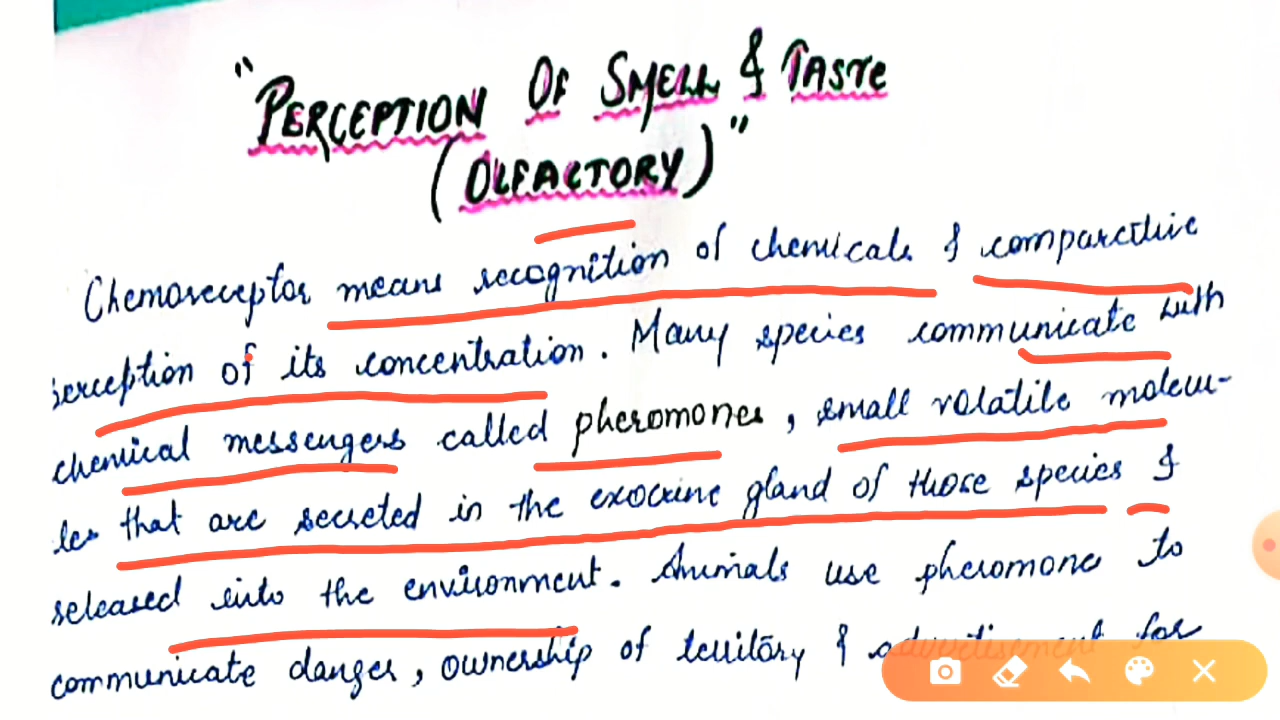 "PERCEPTION OF SMELL & TASTE
(OLFACTORY)"
Chemoreceptor means recognition of chemicals & comparetive
perception of its concentration. Many species communicate with
chemical messengers called pheromones, small volatile molecu-
les that are secreted in the exocrine gland of those species &
released into the environment. Animals use pheromone to
communicate danger, ownership of territory & advertisement for